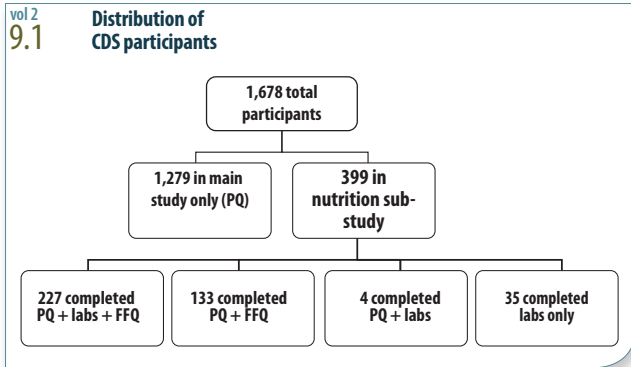 vol 2
9.1
Distribution of
CDS participants
1,678 total
participants
1,279 in main
study only (PQ)
399 in
nutrition sub-
study
227 completed
PQ + labs + FFQ
133 completed
PQ + FFQ
4 completed
PQ + labs
35 completed
labs only